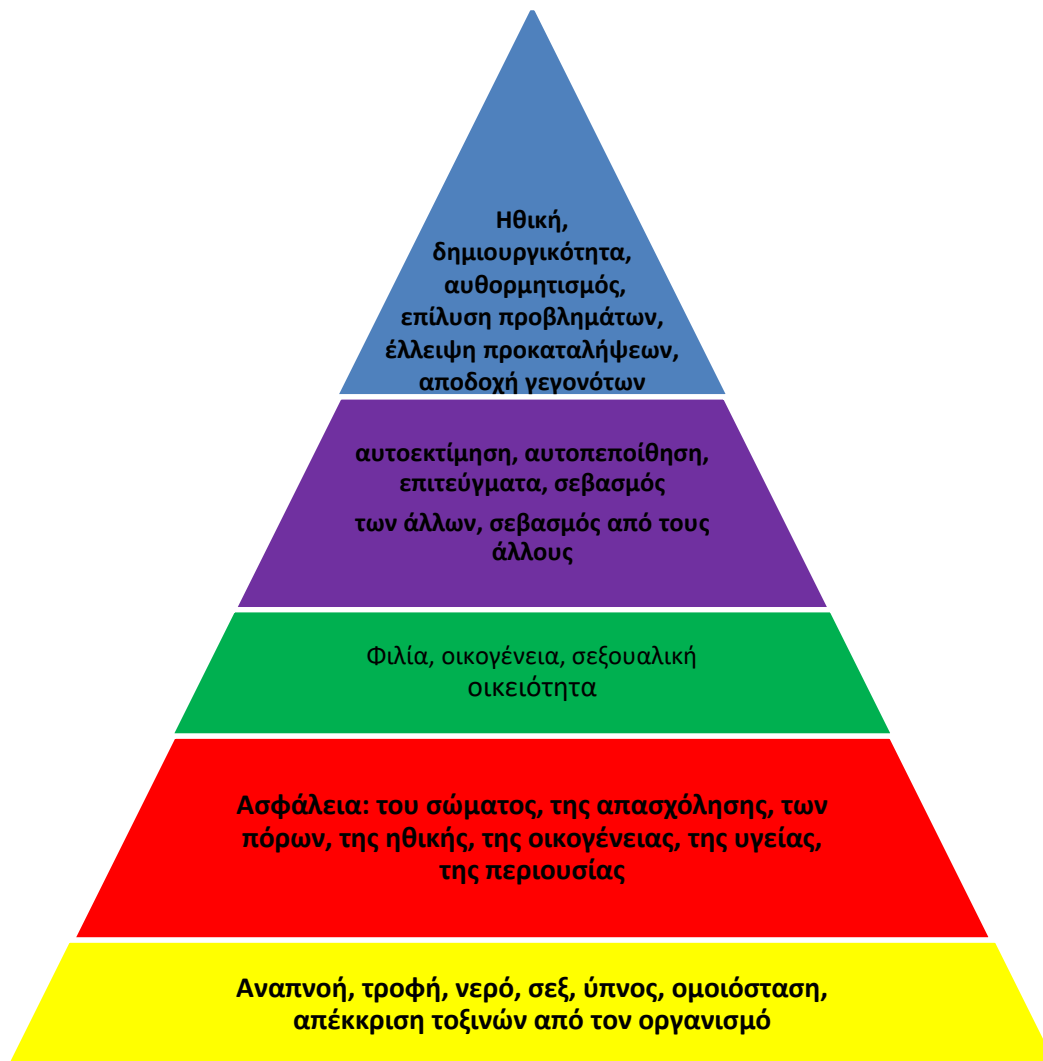 Ηθική,
δημιουργικότητα,
αυθορμητισμός,
επίλυση προβλημάτων,
έλλειψη προκαταλήψεων,
αποδοχή γεγονότων
αυτοεκτίμηση, αυτοπεποίθηση,
επιτεύγματα, σεβασμός
των άλλων, σεβασμός από τους
άλλους
Φιλία, οικογένεια, σεξουαλική
οικειότητα
Ασφάλεια: του σώματος, της απασχόλησης, των
πόρων, της ηθικής, της οικογένειας, της υγείας,
της περιουσίας
Αναπνοή, τροφή, νερό, σεξ, ύπνος, ομοιόσταση,
απέκκριση τοξινών από τον οργανισμό